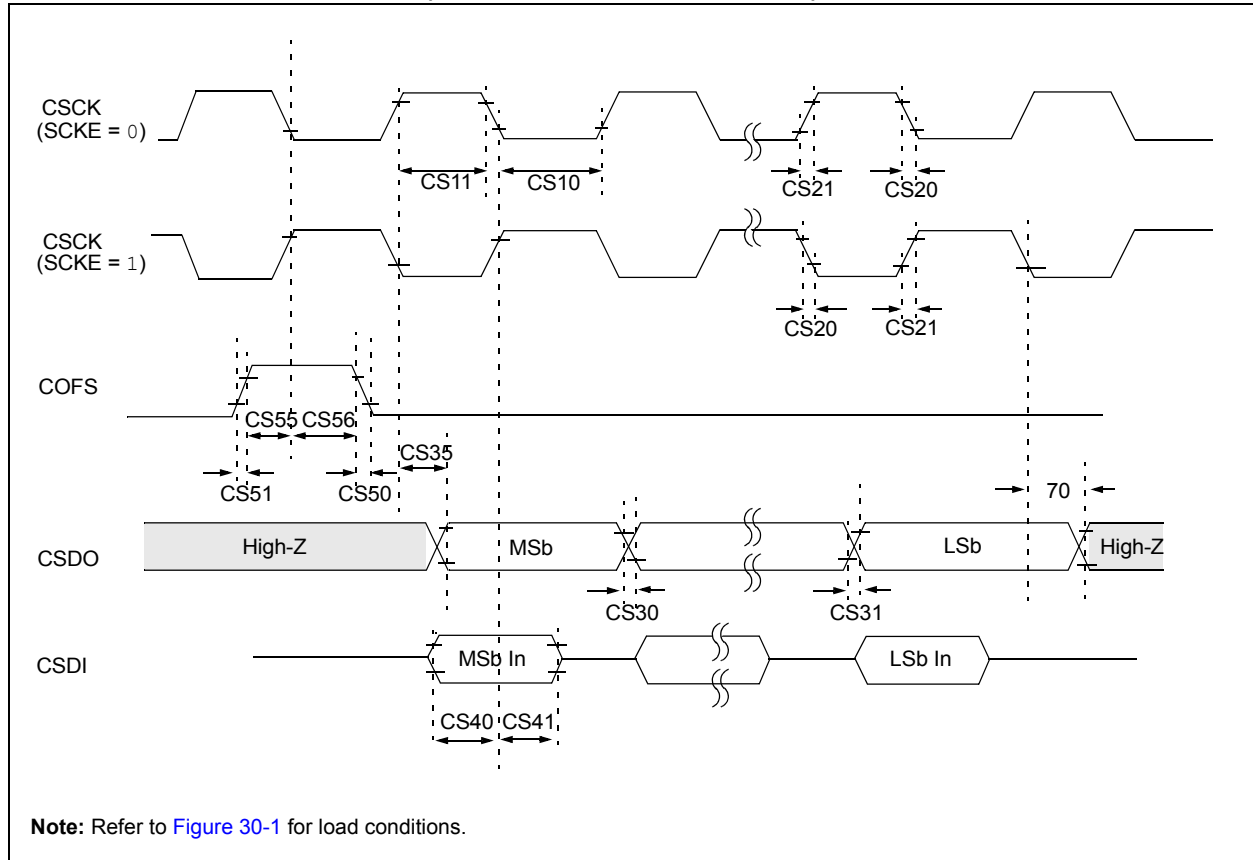 CSCK
(SCKE = 0)
CS11
CS10
CS21
CS20
CSCK
(SCKE = 1)
CS20
CS21
COFS
CS55
CS56
CS35
CS51
CS50
70
CSDO
High-Z
MSb
LSb
High-Z
CS30
CS31
CSDI
MSb In
LSb In
CS40
CS41
Note: Refer to Figure 30-1 for load conditions.